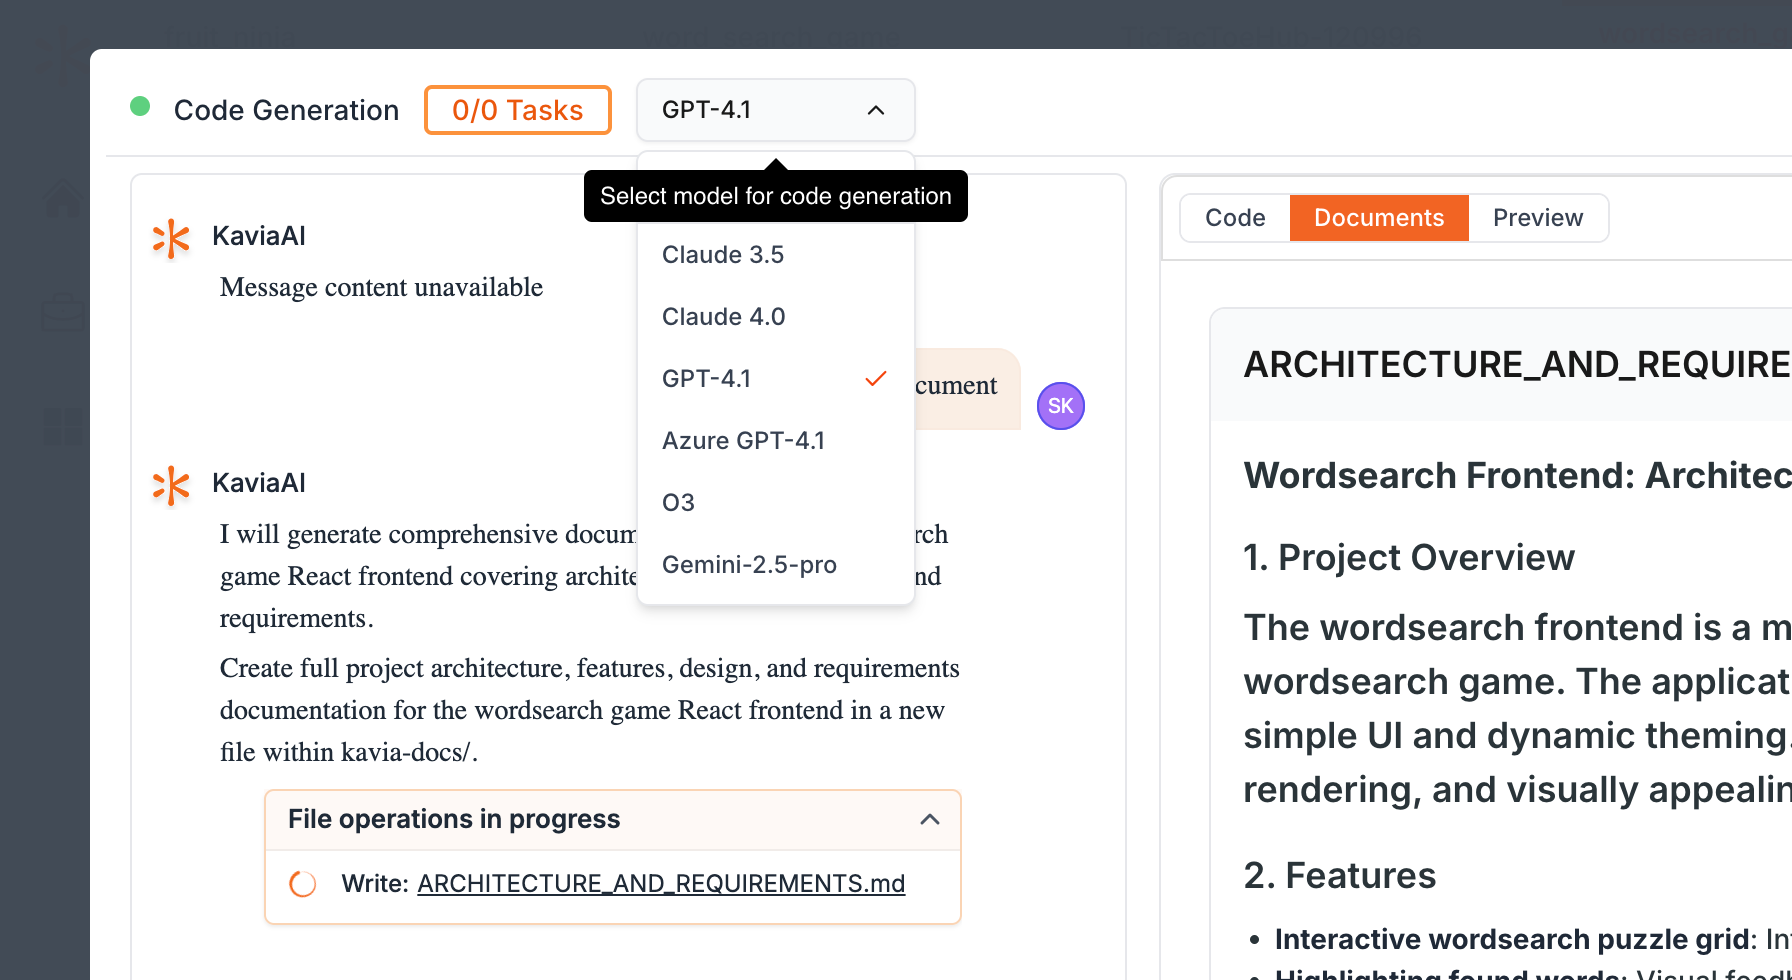 fruit_ninja
word_search_game
TicTacToeHub-120898
wordsearch_g
Code Generation
0/0 Tasks
GPT-4.1
Select model for code generation
Claude 3.5
Claude 4.0
GPT-4.1
Azure GPT-4.1
O3
Gemini-2.5-pro
KaviaAI
Message content unavailable
cument
SK
KaviaAI
I will generate comprehensive docum rch
game React frontend covering archite nd
requirements.
Create full project architecture, features, design, and requirements
documentation for the wordsearch game React frontend in a new
file within kavia-docs/.
File operations in progress
Write: ARCHITECTURE_AND_REQUIREMENTS.md
Code
Documents
Preview
ARCHITECTURE_AND_REQUIRE
Wordsearch Frontend: Architec
1. Project Overview
The wordsearch frontend is a m
wordsearch game. The applicat
simple UI and dynamic theming.
rendering, and visually appealin
2. Features
• Interactive wordsearch puzzle grid: In
• Highlighting found words: Visual feed